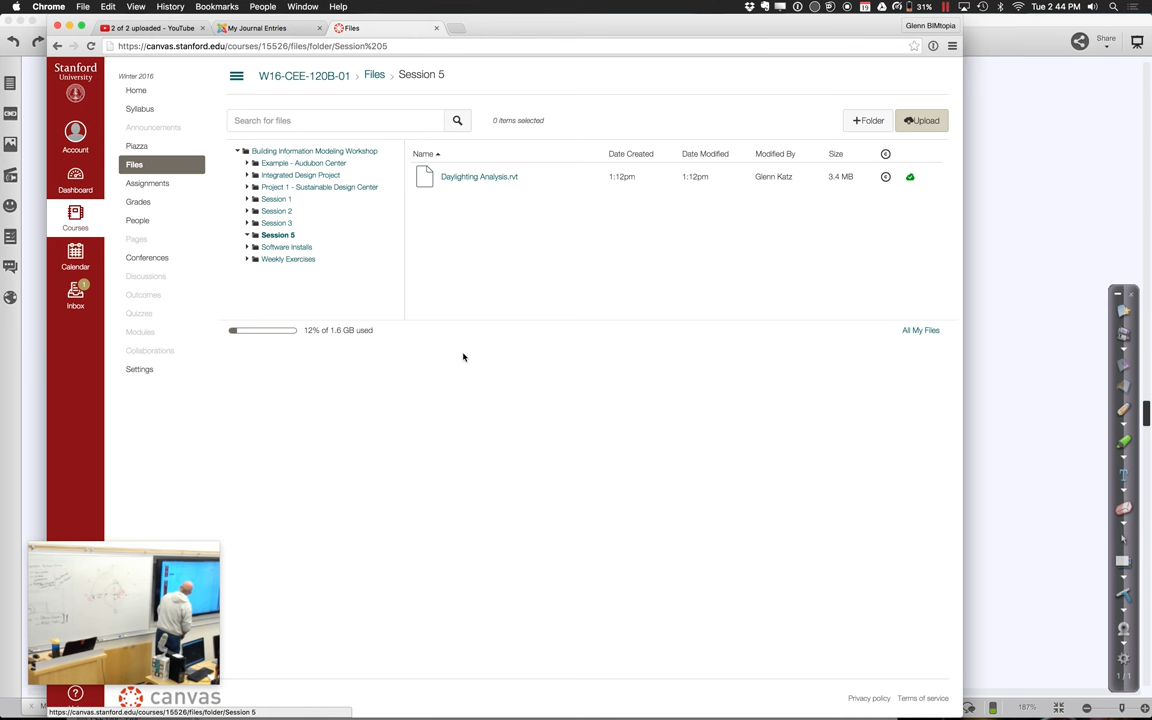 Chrome File Edit View History Bookmarks People Window Help
31% Tue 2:44 PM
2 of 2 uploaded - YouTube
My Journal Entries
Files
Glenn BIMtopia
https://canvas.stanford.edu/courses/15526/files/folder/Session%205
Share
Stanford
University
Account
Dashboard
Courses
Calendar
1
Inbox
Winter 2016
Home
Syllabus
Announcements
Piazza
Files
Assignments
Grades
People
Pages
Conferences
Discussions
Outcomes
Quizzes
Modules
Collaborations
Settings
W16-CEE-120B-01 › Files › Session 5
Search for files
0 items selected
+Folder
Upload
Building Information Modeling Workshop
Example - Audubon Center
Integrated Design Project
Project 1 - Sustainable Design Center
Session 1
Session 2
Session 3
Session 5
Software Installs
Weekly Exercises
Name Date Created Date Modified Modified By Size
Daylighting Analysis.rvt 1:12pm 1:12pm Glenn Katz 3.4 MB
12% of 1.6 GB used
All My Files
canvas
Privacy policy Terms of service
https://canvas.stanford.edu/courses/15526/files/folder/Session 5
187%
1 / 1